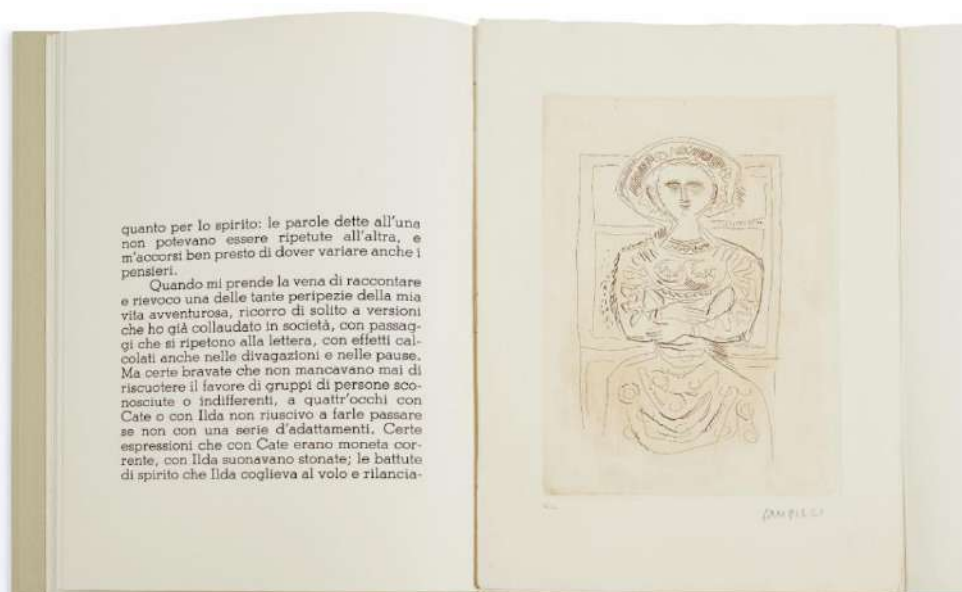 quanto per lo spirito: le parole dette all'una
non potevano essere ripetute all'altra, e
m'accorsi ben presto di dover variare anche i
pensieri.
Quando mi prende la vena di raccontare
e rievoco una delle tante peripezie della mia
vita avventurosa, ricorro di solito a versioni
che ho già collaudato in società, con passag-
gi che si ripetono alla lettera, con effetti cal-
colati anche nelle divagazioni e nelle pause.
Ma certe bravate che non mancavano mai di
riscuotere il favore di gruppi di persone sco-
nosciute o indifferenti, a quattr'occhi con
Cate o con Ilda non riuscivo a farle passare
se non con una serie d'adattamenti. Certe
espressioni che con Cate erano moneta cor-
rente, con Ilda suonavano stonate; le battute
di spirito che Ilda coglieva al volo e rilancia-